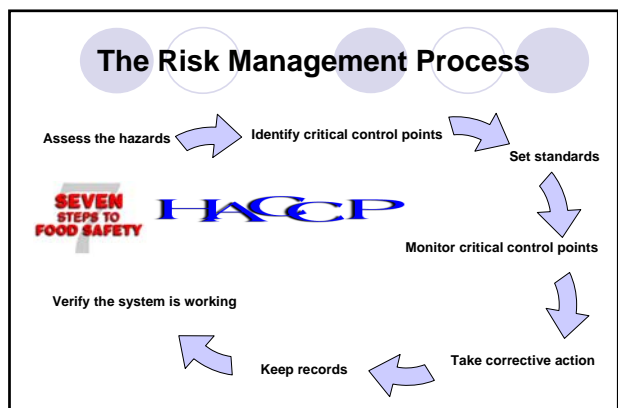 The Risk Management Process
Assess the hazards
Identify critical control points
Set standards
7
SEVEN
STEPS TO
FOOD SAFETY
HACCP
Monitor critical control points
Verify the system is working
Take corrective action
Keep records